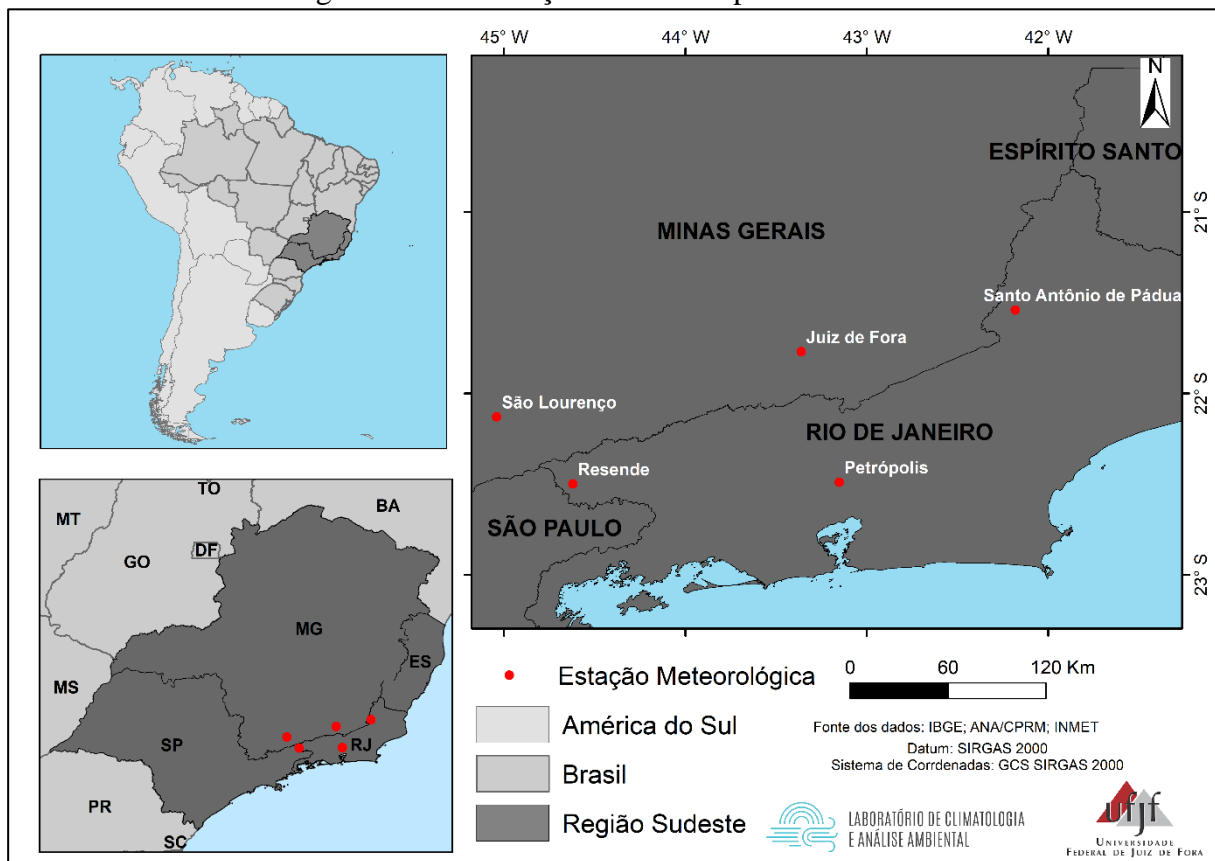 45° W
44° W
43° W
42° W
N
ESPÍRITO SANTO
21° S
MINAS GERAIS
Santo Antônio de Pádua
Juiz de Fora
22° S
São Lourenço
RIO DE JANEIRO
Resende
Petrópolis
SÃO PAULO
23° S
TO
BA
MT
DF
GO
MG
ES
MS
SP
RJ
PR
SC
Estação Meteorológica
América do Sul
Brasil
Região Sudeste
0 60 120 Km
Fonte dos dados: IBGE; ANA/CPRM; INMET
Datum: SIRGAS 2000
Sistema de Corrdenadas: GCS SIRGAS 2000
LABORATÓRIO DE CLIMATOLOGIA
E ANÁLISE AMBIENTAL
ufjf
UNIVERSIDADE
FEDERAL DE JUIZ DE FORA